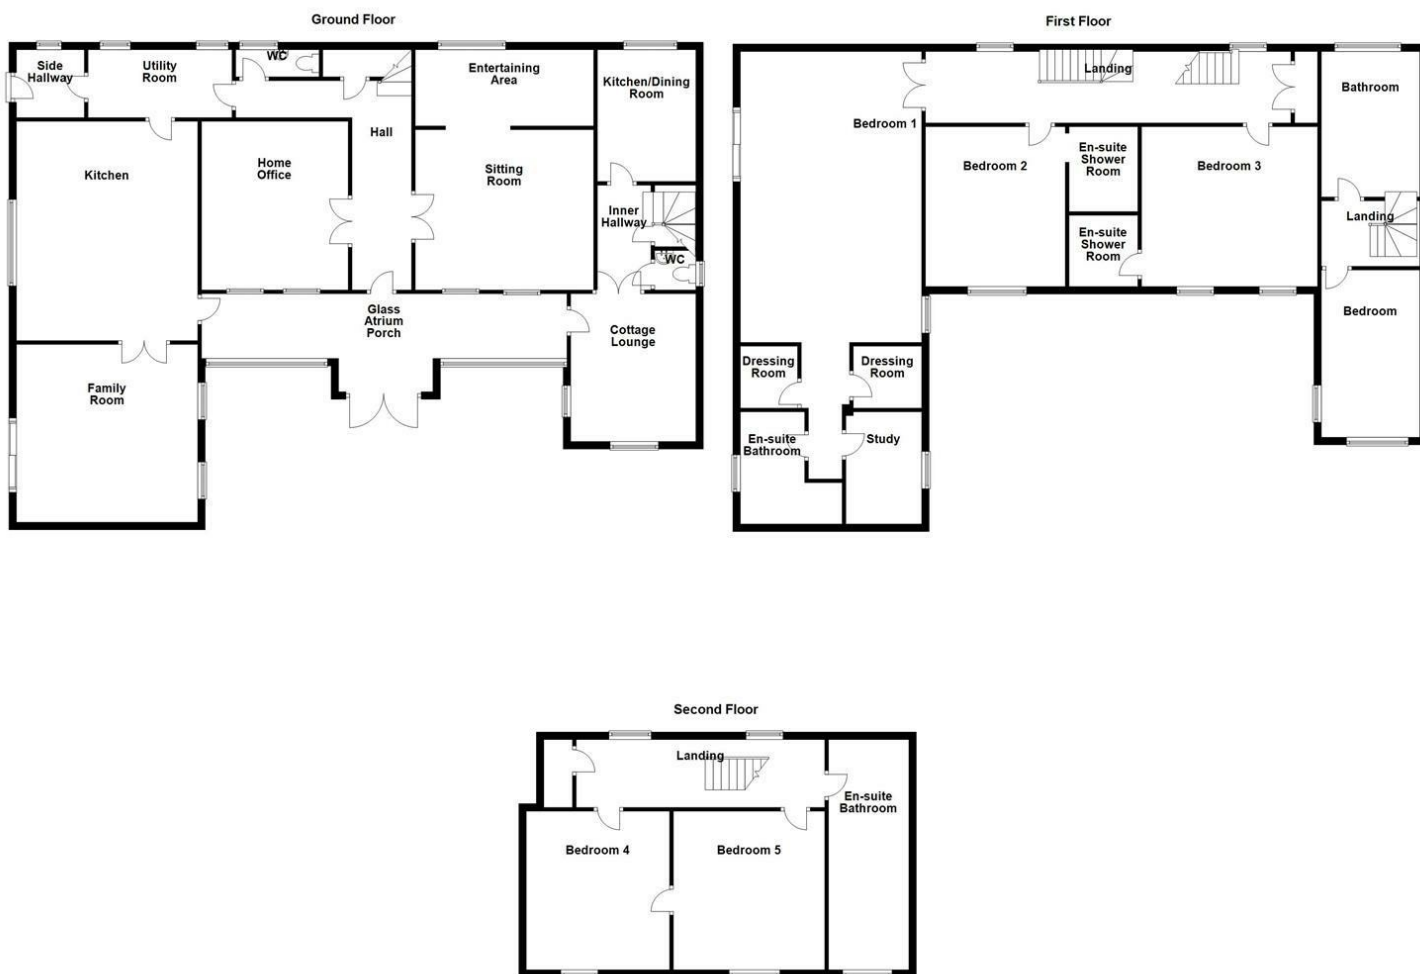 Ground Floor
Side
Hallway
Utility
Room
WC
Entertaining
Area
Kitchen/Dining
Room
Hall
Kitchen
Home
Office
Sitting
Room
Inner
Hallway
WC
Glass
Atrium
Porch
Cottage
Lounge
Family
Room
First Floor
Landing
Bathroom
Bedroom 1
Bedroom 2
En-suite
Shower
Room
Bedroom 3
Landing
En-suite
Shower
Room
Bedroom
Dressing
Room
Dressing
Room
En-suite
Bathroom
Study
Second Floor
Landing
En-suite
Bathroom
Bedroom 4
Bedroom 5